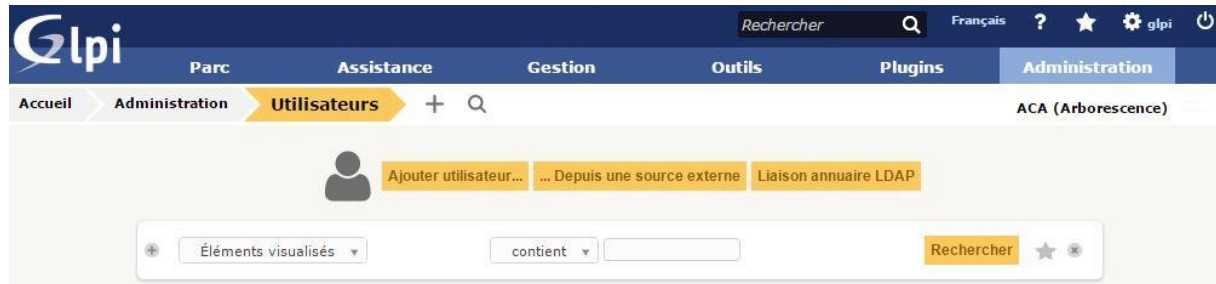 Glpi
Rechercher Français ? glpi
Parc Assistance Gestion Outils Plugins Administration
Accueil Administration Utilisateurs + ACA (Arborescence)
Ajouter utilisateur... ... Depuis une source externe Liaison annuaire LDAP
Éléments visualisés contient Rechercher